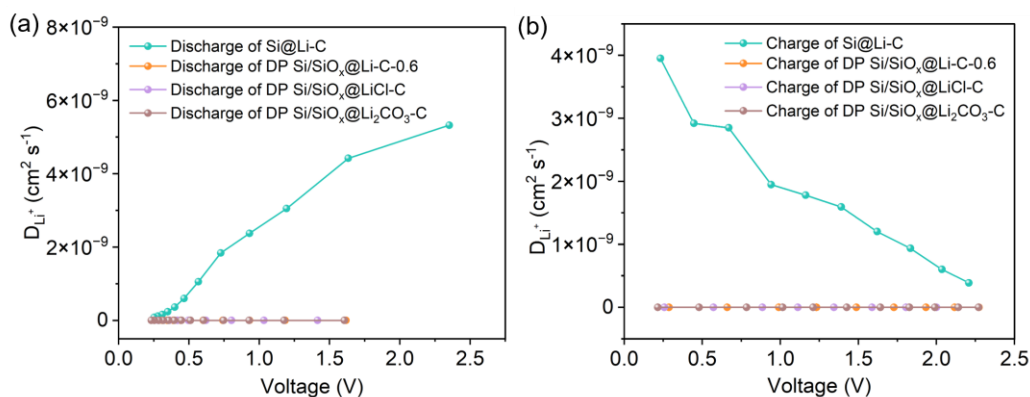 (a)
Discharge of Si@Li-C
Discharge of DP Si/SiOₓ@Li-C-0.6
Discharge of DP Si/SiOₓ@LiCl-C
Discharge of DP Si/SiOₓ@Li₂CO₃-C
8×10⁻⁹
6×10⁻⁹
4×10⁻⁹
2×10⁻⁹
0
D_Li⁺ (cm² s⁻¹)
0.0 0.5 1.0 1.5 2.0 2.5
Voltage (V)
(b)
Charge of Si@Li-C
Charge of DP Si/SiOₓ@Li-C-0.6
Charge of DP Si/SiOₓ@LiCl-C
Charge of DP Si/SiOₓ@Li₂CO₃-C
4×10⁻⁹
3×10⁻⁹
2×10⁻⁹
1×10⁻⁹
0
D_Li⁺ (cm² s⁻¹)
0.0 0.5 1.0 1.5 2.0 2.5
Voltage (V)